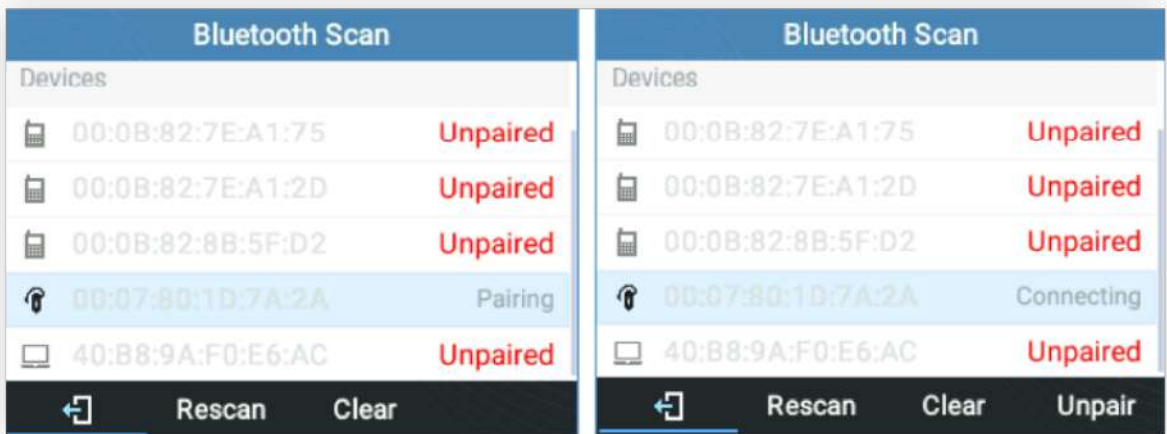 Bluetooth Scan
Devices
00:0B:82:7E:A1:75 Unpaired
00:0B:82:7E:A1:2D Unpaired
00:0B:82:8B:5F:D2 Unpaired
00:07:80:1D:7A:2A Pairing
40:B8:9A:F0:E6:AC Unpaired
Rescan Clear
Bluetooth Scan
Devices
00:0B:82:7E:A1:75 Unpaired
00:0B:82:7E:A1:2D Unpaired
00:0B:82:8B:5F:D2 Unpaired
00:07:80:1D:7A:2A Connecting
40:B8:9A:F0:E6:AC Unpaired
Rescan Clear Unpair